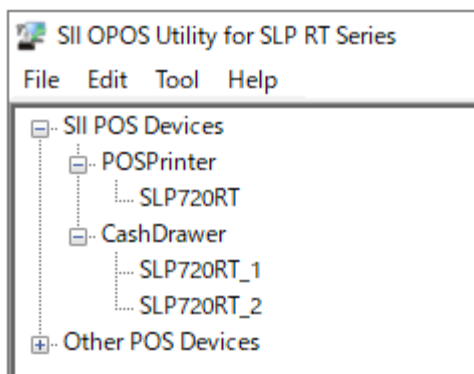 SII OPOS Utility for SLP RT Series
File Edit Tool Help
SII POS Devices
POSPrinter
SLP720RT
CashDrawer
SLP720RT_1
SLP720RT_2
Other POS Devices